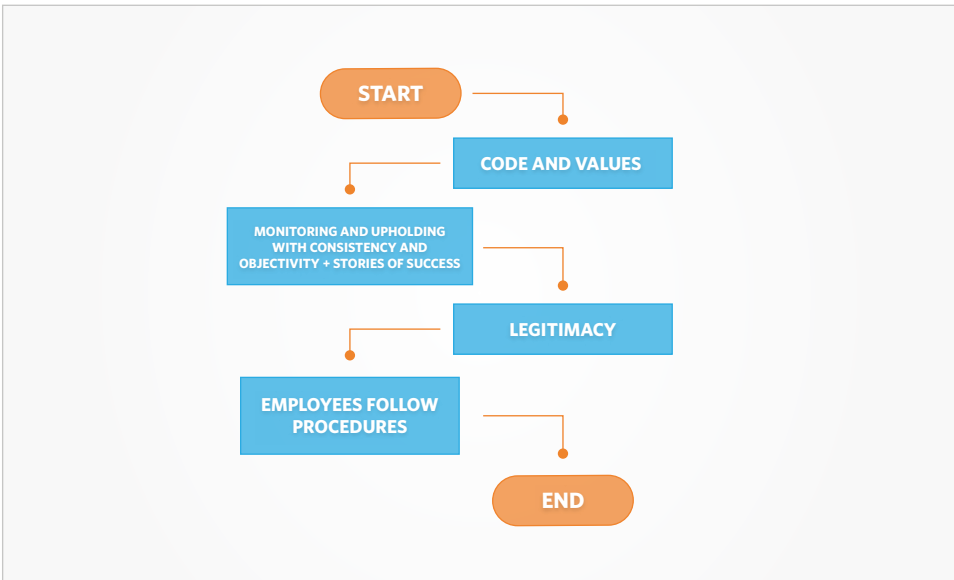 START
CODE AND VALUES
MONITORING AND UPHOLDING
WITH CONSISTENCY AND
OBJECTIVITY + STORIES OF SUCCESS
LEGITIMACY
EMPLOYEES FOLLOW
PROCEDURES
END